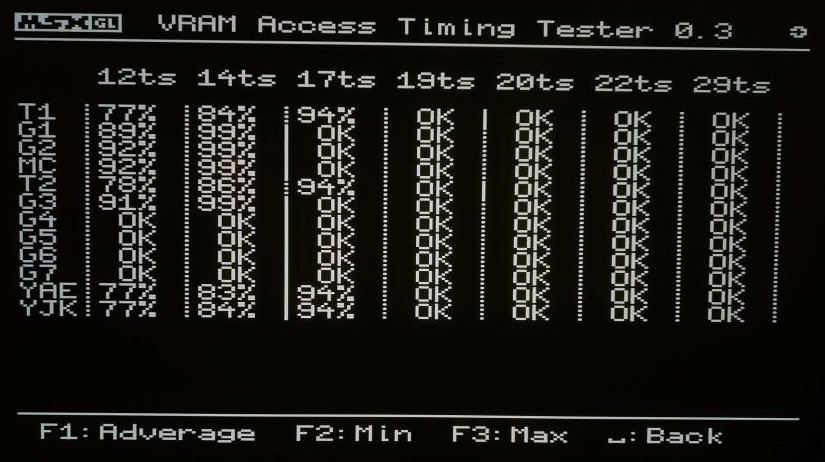 MSX GL VRAM Access Timing Tester 0.3
12ts 14ts 17ts 19ts 20ts 22ts 29ts
T1 77% 84% 94% OK OK OK OK
G1 89% 99% OK OK OK OK OK
G2 92% 99% OK OK OK OK OK
MC 92% 99% OK OK OK OK OK
T2 78% 86% 94% OK OK OK OK
G3 91% 99% OK OK OK OK OK
G4 OK OK OK OK OK OK OK
G5 OK OK OK OK OK OK OK
G6 OK OK OK OK OK OK OK
G7 OK OK OK OK OK OK OK
YAE 77% 83% 94% OK OK OK OK
YJK 77% 84% 94% OK OK OK OK
F1:Adverage F2:Min F3:Max ⎵:Back